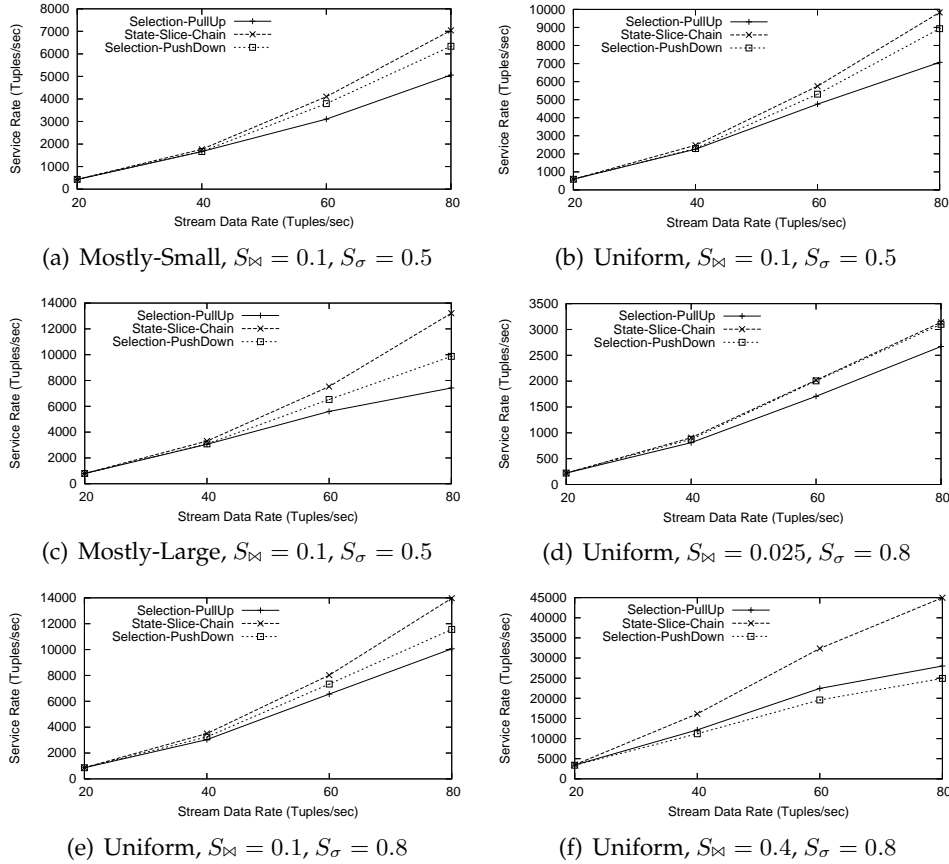 Service Rate (Tuples/sec)
8000
7000
6000
5000
4000
3000
2000
1000
0
Selection-PullUp
State-Slice-Chain
Selection-PushDown
20 40 60 80
Stream Data Rate (Tuples/sec)
(a) Mostly-Small, S⋈ = 0.1, Sσ = 0.5
Service Rate (Tuples/sec)
10000
9000
8000
7000
6000
5000
4000
3000
2000
1000
0
Selection-PullUp
State-Slice-Chain
Selection-PushDown
20 40 60 80
Stream Data Rate (Tuples/sec)
(b) Uniform, S⋈ = 0.1, Sσ = 0.5
Service Rate (Tuples/sec)
14000
12000
10000
8000
6000
4000
2000
0
Selection-PullUp
State-Slice-Chain
Selection-PushDown
20 40 60 80
Stream Data Rate (Tuples/sec)
(c) Mostly-Large, S⋈ = 0.1, Sσ = 0.5
Service Rate (Tuples/sec)
3500
3000
2500
2000
1500
1000
500
0
Selection-PullUp
State-Slice-Chain
Selection-PushDown
20 40 60 80
Stream Data Rate (Tuples/sec)
(d) Uniform, S⋈ = 0.025, Sσ = 0.8
Service Rate (Tuples/sec)
14000
12000
10000
8000
6000
4000
2000
0
Selection-PullUp
State-Slice-Chain
Selection-PushDown
20 40 60 80
Stream Data Rate (Tuples/sec)
(e) Uniform, S⋈ = 0.1, Sσ = 0.8
Service Rate (Tuples/sec)
45000
40000
35000
30000
25000
20000
15000
10000
5000
0
Selection-PullUp
State-Slice-Chain
Selection-PushDown
20 40 60 80
Stream Data Rate (Tuples/sec)
(f) Uniform, S⋈ = 0.4, Sσ = 0.8